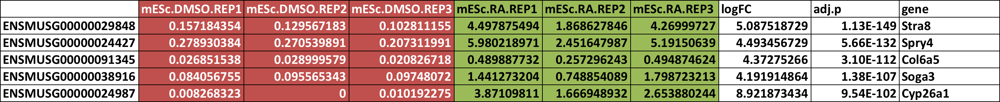 mESc.DMSO.REP1 mESc.DMSO.REP2 mESc.DMSO.REP3 mESc.RA.REP1 mESc.RA.REP2 mESc.RA.REP3 logFC adj.p gene
ENSMUSG00000029848 0.157184354 0.129567183 0.102811155 4.497875494 1.868627846 4.26999727 5.087518729 1.13E-149 Stra8
ENSMUSG00000024427 0.278930384 0.270539891 0.207311991 5.980218971 2.451647987 5.19150639 4.493456729 5.66E-132 Spry4
ENSMUSG00000091345 0.026851538 0.028999579 0.020826718 0.489887732 0.257296243 0.494874624 4.37275266 3.10E-112 Col6a5
ENSMUSG00000038916 0.084056755 0.095565343 0.09748072 1.441273204 0.748854089 1.798723213 4.191914864 1.38E-107 Soga3
ENSMUSG00000024987 0.008268323 0 0.010192275 3.87109811 1.666948932 2.653880244 8.921873434 9.54E-102 Cyp26a1